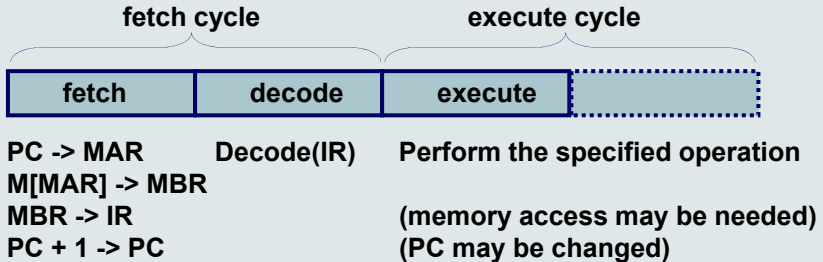 fetch cycle execute cycle
fetch decode execute
PC -> MAR Decode(IR) Perform the specified operation
M[MAR] -> MBR
MBR -> IR (memory access may be needed)
PC + 1 -> PC (PC may be changed)